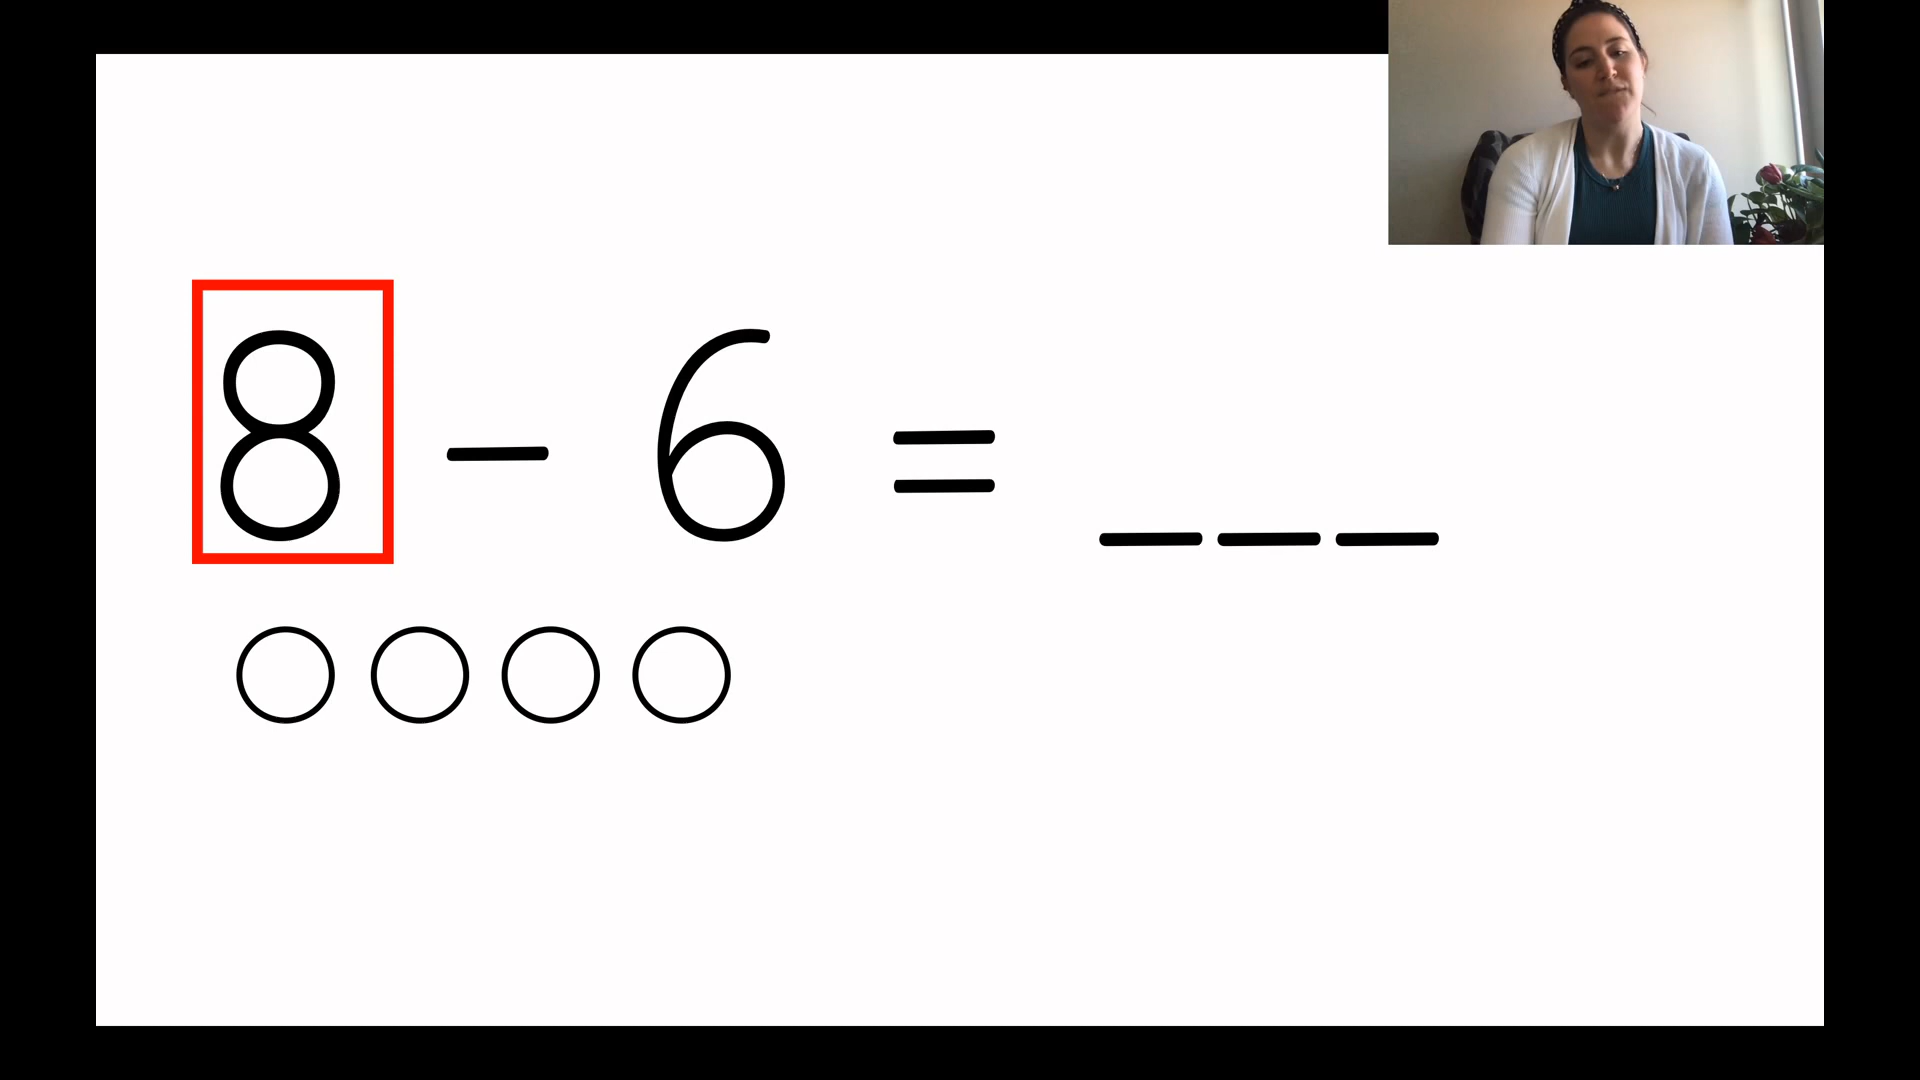 8 - 6 = ___